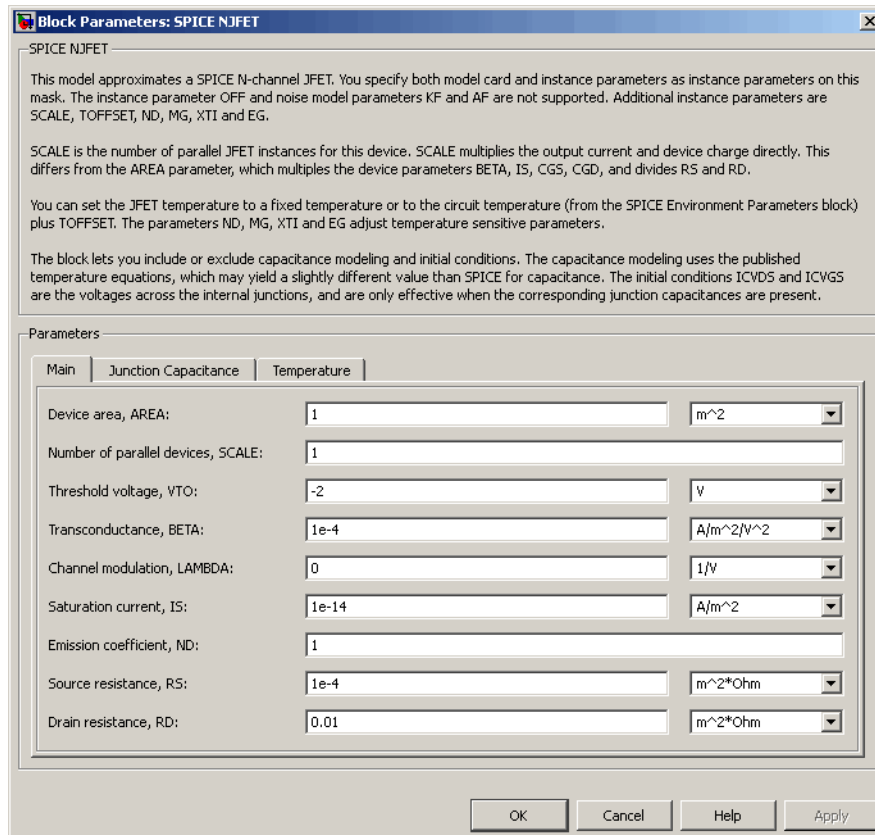 Block Parameters: SPICE NJFET
SPICE NJFET
This model approximates a SPICE N-channel JFET. You specify both model card and instance parameters as instance parameters on this
mask. The instance parameter OFF and noise model parameters KF and AF are not supported. Additional instance parameters are
SCALE, TOFFSET, ND, MG, XTI and EG.
SCALE is the number of parallel JFET instances for this device. SCALE multiplies the output current and device charge directly. This
differs from the AREA parameter, which multiplies the device parameters BETA, IS, CGS, CGD, and divides RS and RD.
You can set the JFET temperature to a fixed temperature or to the circuit temperature (from the SPICE Environment Parameters block)
plus TOFFSET. The parameters ND, MG, XTI and EG adjust temperature sensitive parameters.
The block lets you include or exclude capacitance modeling and initial conditions. The capacitance modeling uses the published
temperature equations, which may yield a slightly different value than SPICE for capacitance. The initial conditions ICVDS and ICVGS
are the voltages across the internal junctions, and are only effective when the corresponding junction capacitances are present.
Parameters
Main Junction Capacitance Temperature
Device area, AREA: 1 m^2
Number of parallel devices, SCALE: 1
Threshold voltage, VTO: -2 V
Transconductance, BETA: 1e-4 A/m^2/V^2
Channel modulation, LAMBDA: 0 1/V
Saturation current, IS: 1e-14 A/m^2
Emission coefficient, ND: 1
Source resistance, RS: 1e-4 m^2*Ohm
Drain resistance, RD: 0.01 m^2*Ohm
OK Cancel Help Apply